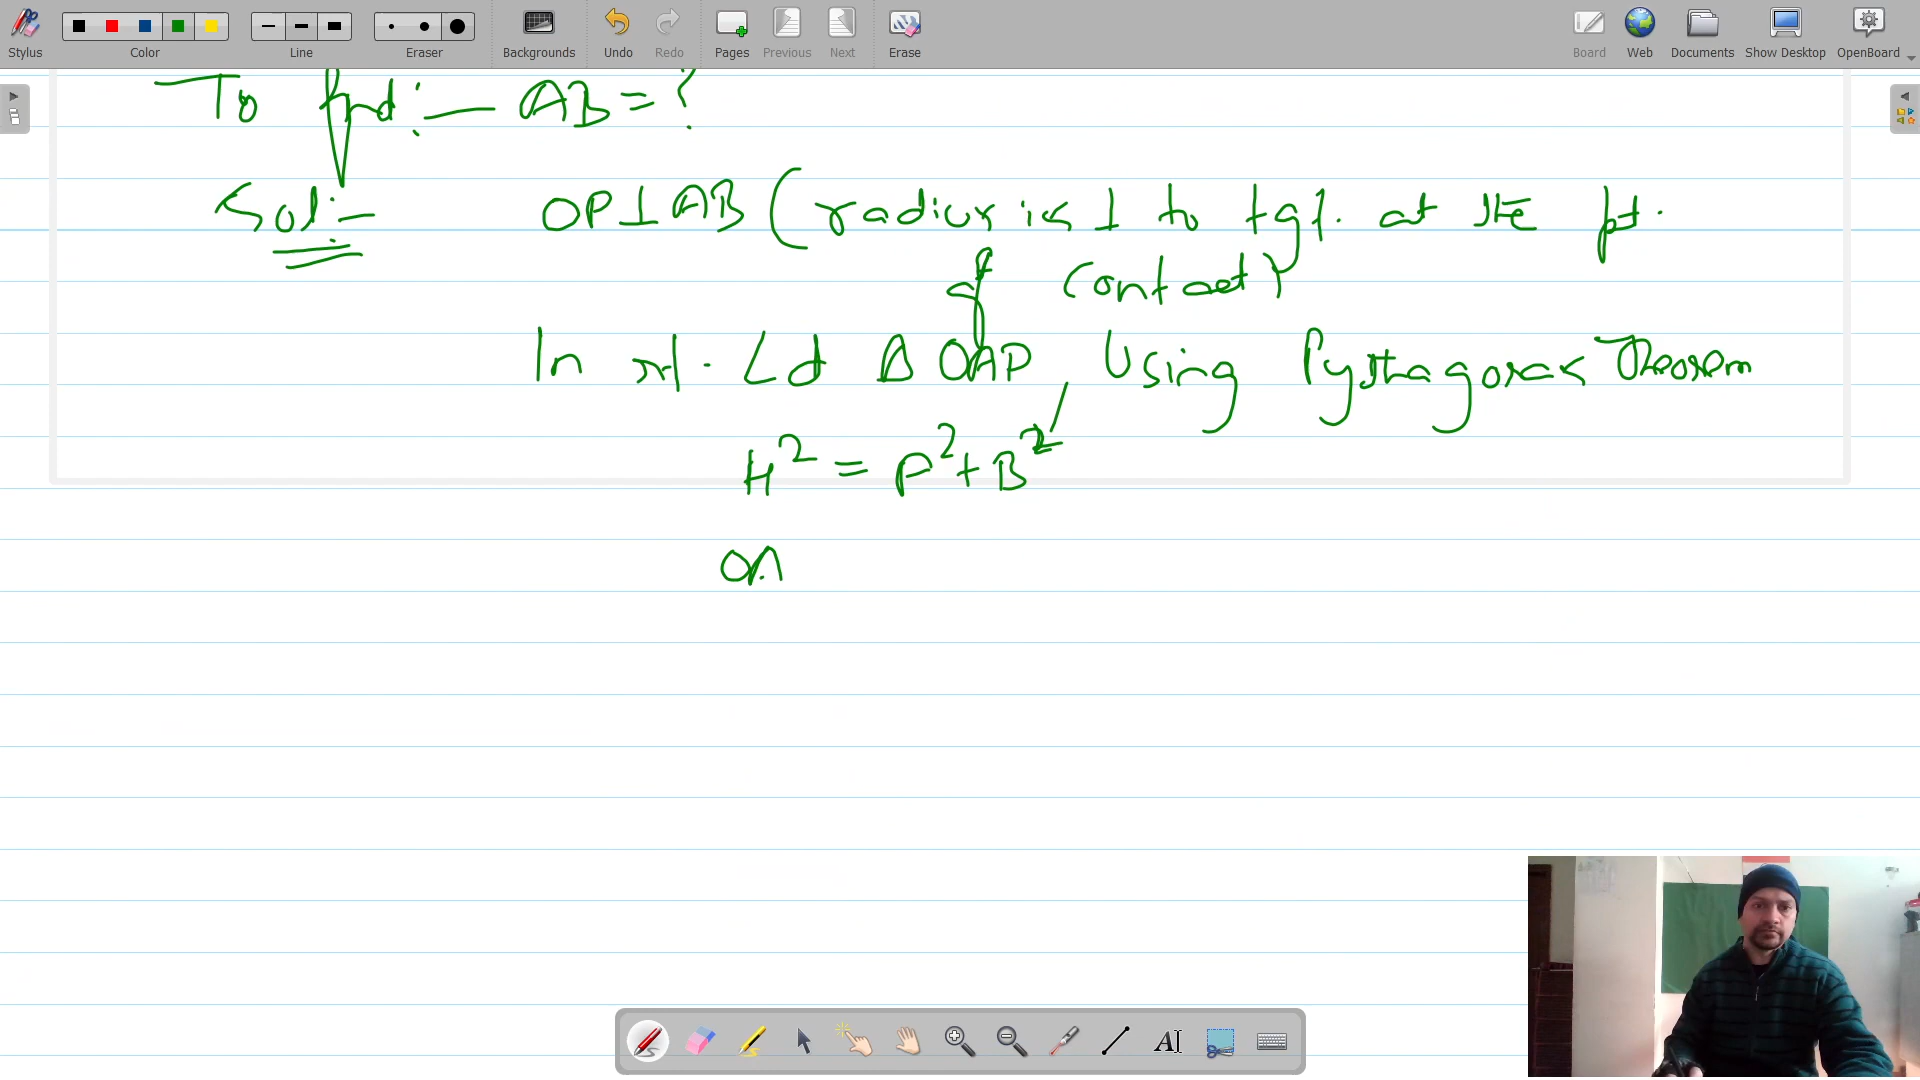 Stylus Color Line Eraser Backgrounds Undo Redo Pages Previous Next Erase Board Web Documents Show Desktop OpenBoard
To find :— AB = ?
Sol:— OP ⊥ AB ( radius is ⊥ to tgt. at the pt.
of contact)
In rt. ∠d Δ OAP, Using Pythagoras Theorem
H² = P² + B²
OA